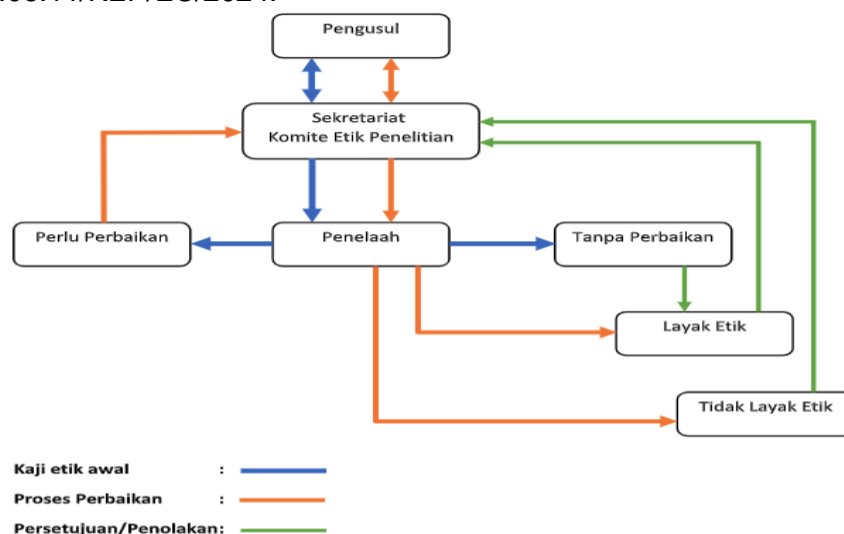 Pengusul
Sekretariat
Komite Etik Penelitian
Perlu Perbaikan
Penelaah
Tanpa Perbaikan
Layak Etik
Tidak Layak Etik
Kaji etik awal :
Proses Perbaikan :
Persetujuan/Penolakan: